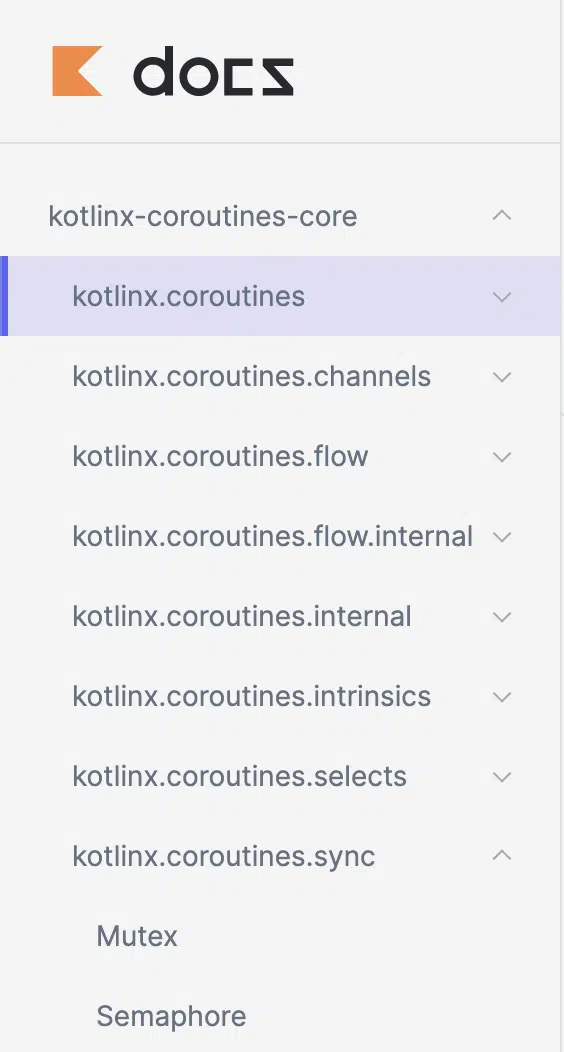 docs
kotlinx-coroutines-core
kotlinx.coroutines
kotlinx.coroutines.channels
kotlinx.coroutines.flow
kotlinx.coroutines.flow.internal
kotlinx.coroutines.internal
kotlinx.coroutines.intrinsics
kotlinx.coroutines.selects
kotlinx.coroutines.sync
Mutex
Semaphore